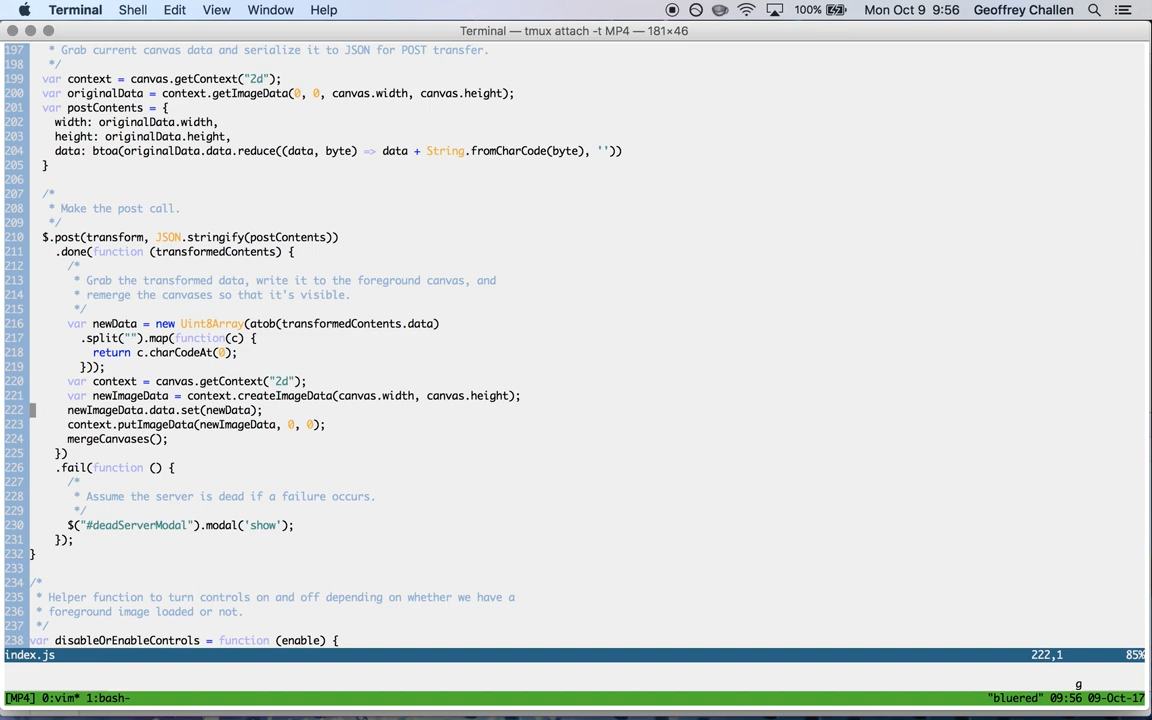 Terminal Shell Edit View Window Help 100% Mon Oct 9 9:56 Geoffrey Challen
Terminal — tmux attach -t MP4 — 181×46
197 * Grab current canvas data and serialize it to JSON for POST transfer.
198 */
199 var context = canvas.getContext("2d");
200 var originalData = context.getImageData(0, 0, canvas.width, canvas.height);
201 var postContents = {
202 width: originalData.width,
203 height: originalData.height,
204 data: btoa(originalData.data.reduce((data, byte) => data + String.fromCharCode(byte), ''))
205 }
206
207 /*
208 * Make the post call.
209 */
210 $.post(transform, JSON.stringify(postContents))
211 .done(function (transformedContents) {
212 /*
213 * Grab the transformed data, write it to the foreground canvas, and
214 * remerge the canvases so that it's visible.
215 */
216 var newData = new Uint8Array(atob(transformedContents.data)
217 .split("").map(function(c) {
218 return c.charCodeAt(0);
219 }));
220 var context = canvas.getContext("2d");
221 var newImageData = context.createImageData(canvas.width, canvas.height);
222 newImageData.data.set(newData);
223 context.putImageData(newImageData, 0, 0);
224 mergeCanvases();
225 })
226 .fail(function () {
227 /*
228 * Assume the server is dead if a failure occurs.
229 */
230 $("#deadServerModal").modal('show');
231 });
232 }
233
234 /*
235 * Helper function to turn controls on and off depending on whether we have a
236 * foreground image loaded or not.
237 */
238 var disableOrEnableControls = function (enable) {
index.js 222,1 85%
g
[MP4] 0:vim* 1:bash- "bluered" 09:56 09-Oct-17